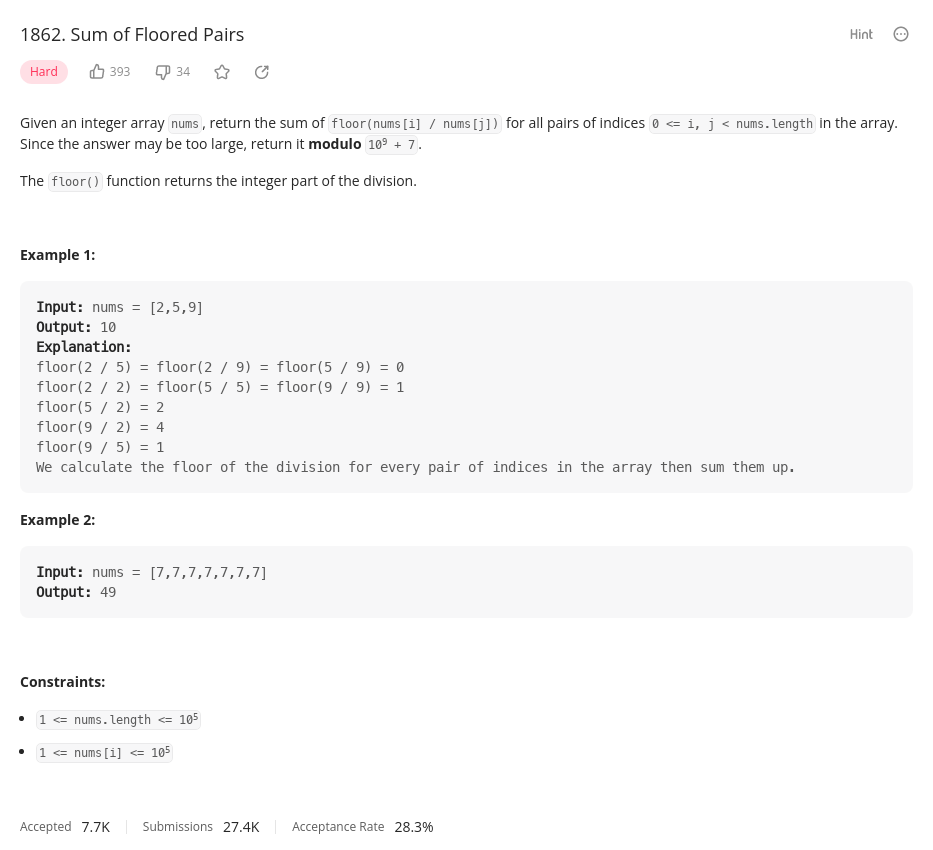 1862. Sum of Floored Pairs
Hint
Hard
393
34
Given an integer array nums, return the sum of floor(nums[i] / nums[j]) for all pairs of indices 0 <= i, j < nums.length in the array.
Since the answer may be too large, return it modulo 10⁹ + 7.
The floor() function returns the integer part of the division.
Example 1:
Input: nums = [2,5,9]
Output: 10
Explanation:
floor(2 / 5) = floor(2 / 9) = floor(5 / 9) = 0
floor(2 / 2) = floor(5 / 5) = floor(9 / 9) = 1
floor(5 / 2) = 2
floor(9 / 2) = 4
floor(9 / 5) = 1
We calculate the floor of the division for every pair of indices in the array then sum them up.
Example 2:
Input: nums = [7,7,7,7,7,7,7]
Output: 49
Constraints:
1 <= nums.length <= 10⁵
1 <= nums[i] <= 10⁵
Accepted 7.7K Submissions 27.4K Acceptance Rate 28.3%